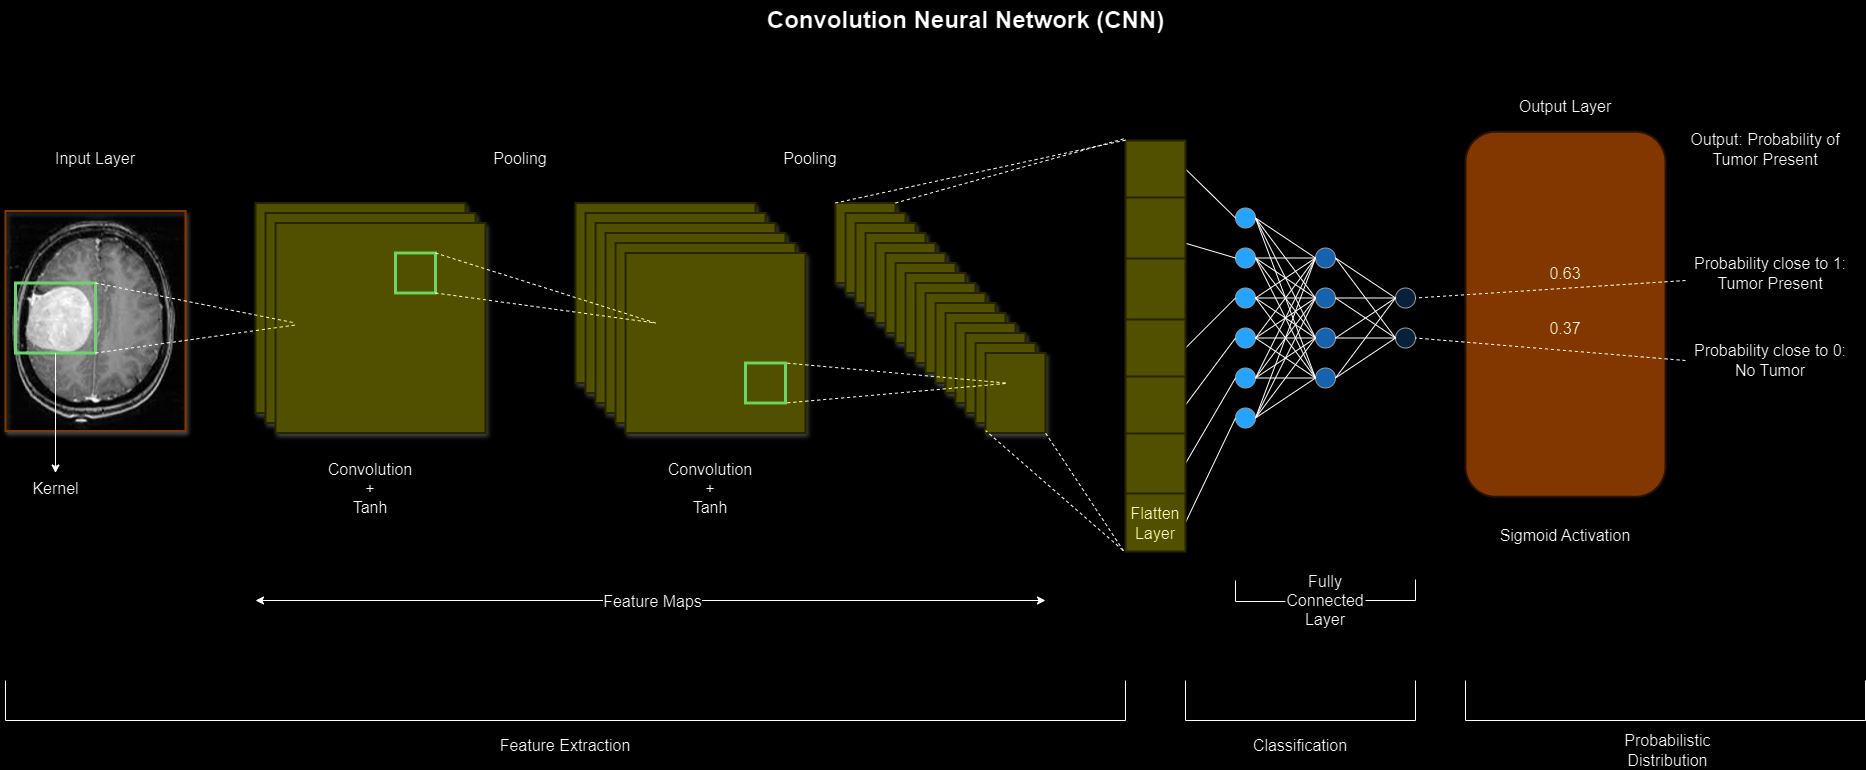 Convolution Neural Network (CNN)
Output Layer
Input Layer
Pooling
Pooling
Output: Probability of
Tumor Present
Probability close to 1:
Tumor Present
0.63
0.37
Probability close to 0:
No Tumor
Kernel
Convolution
+
Tanh
Convolution
+
Tanh
Flatten
Layer
Sigmoid Activation
Feature Maps
Fully
Connected
Layer
Feature Extraction
Classification
Probabilistic
Distribution